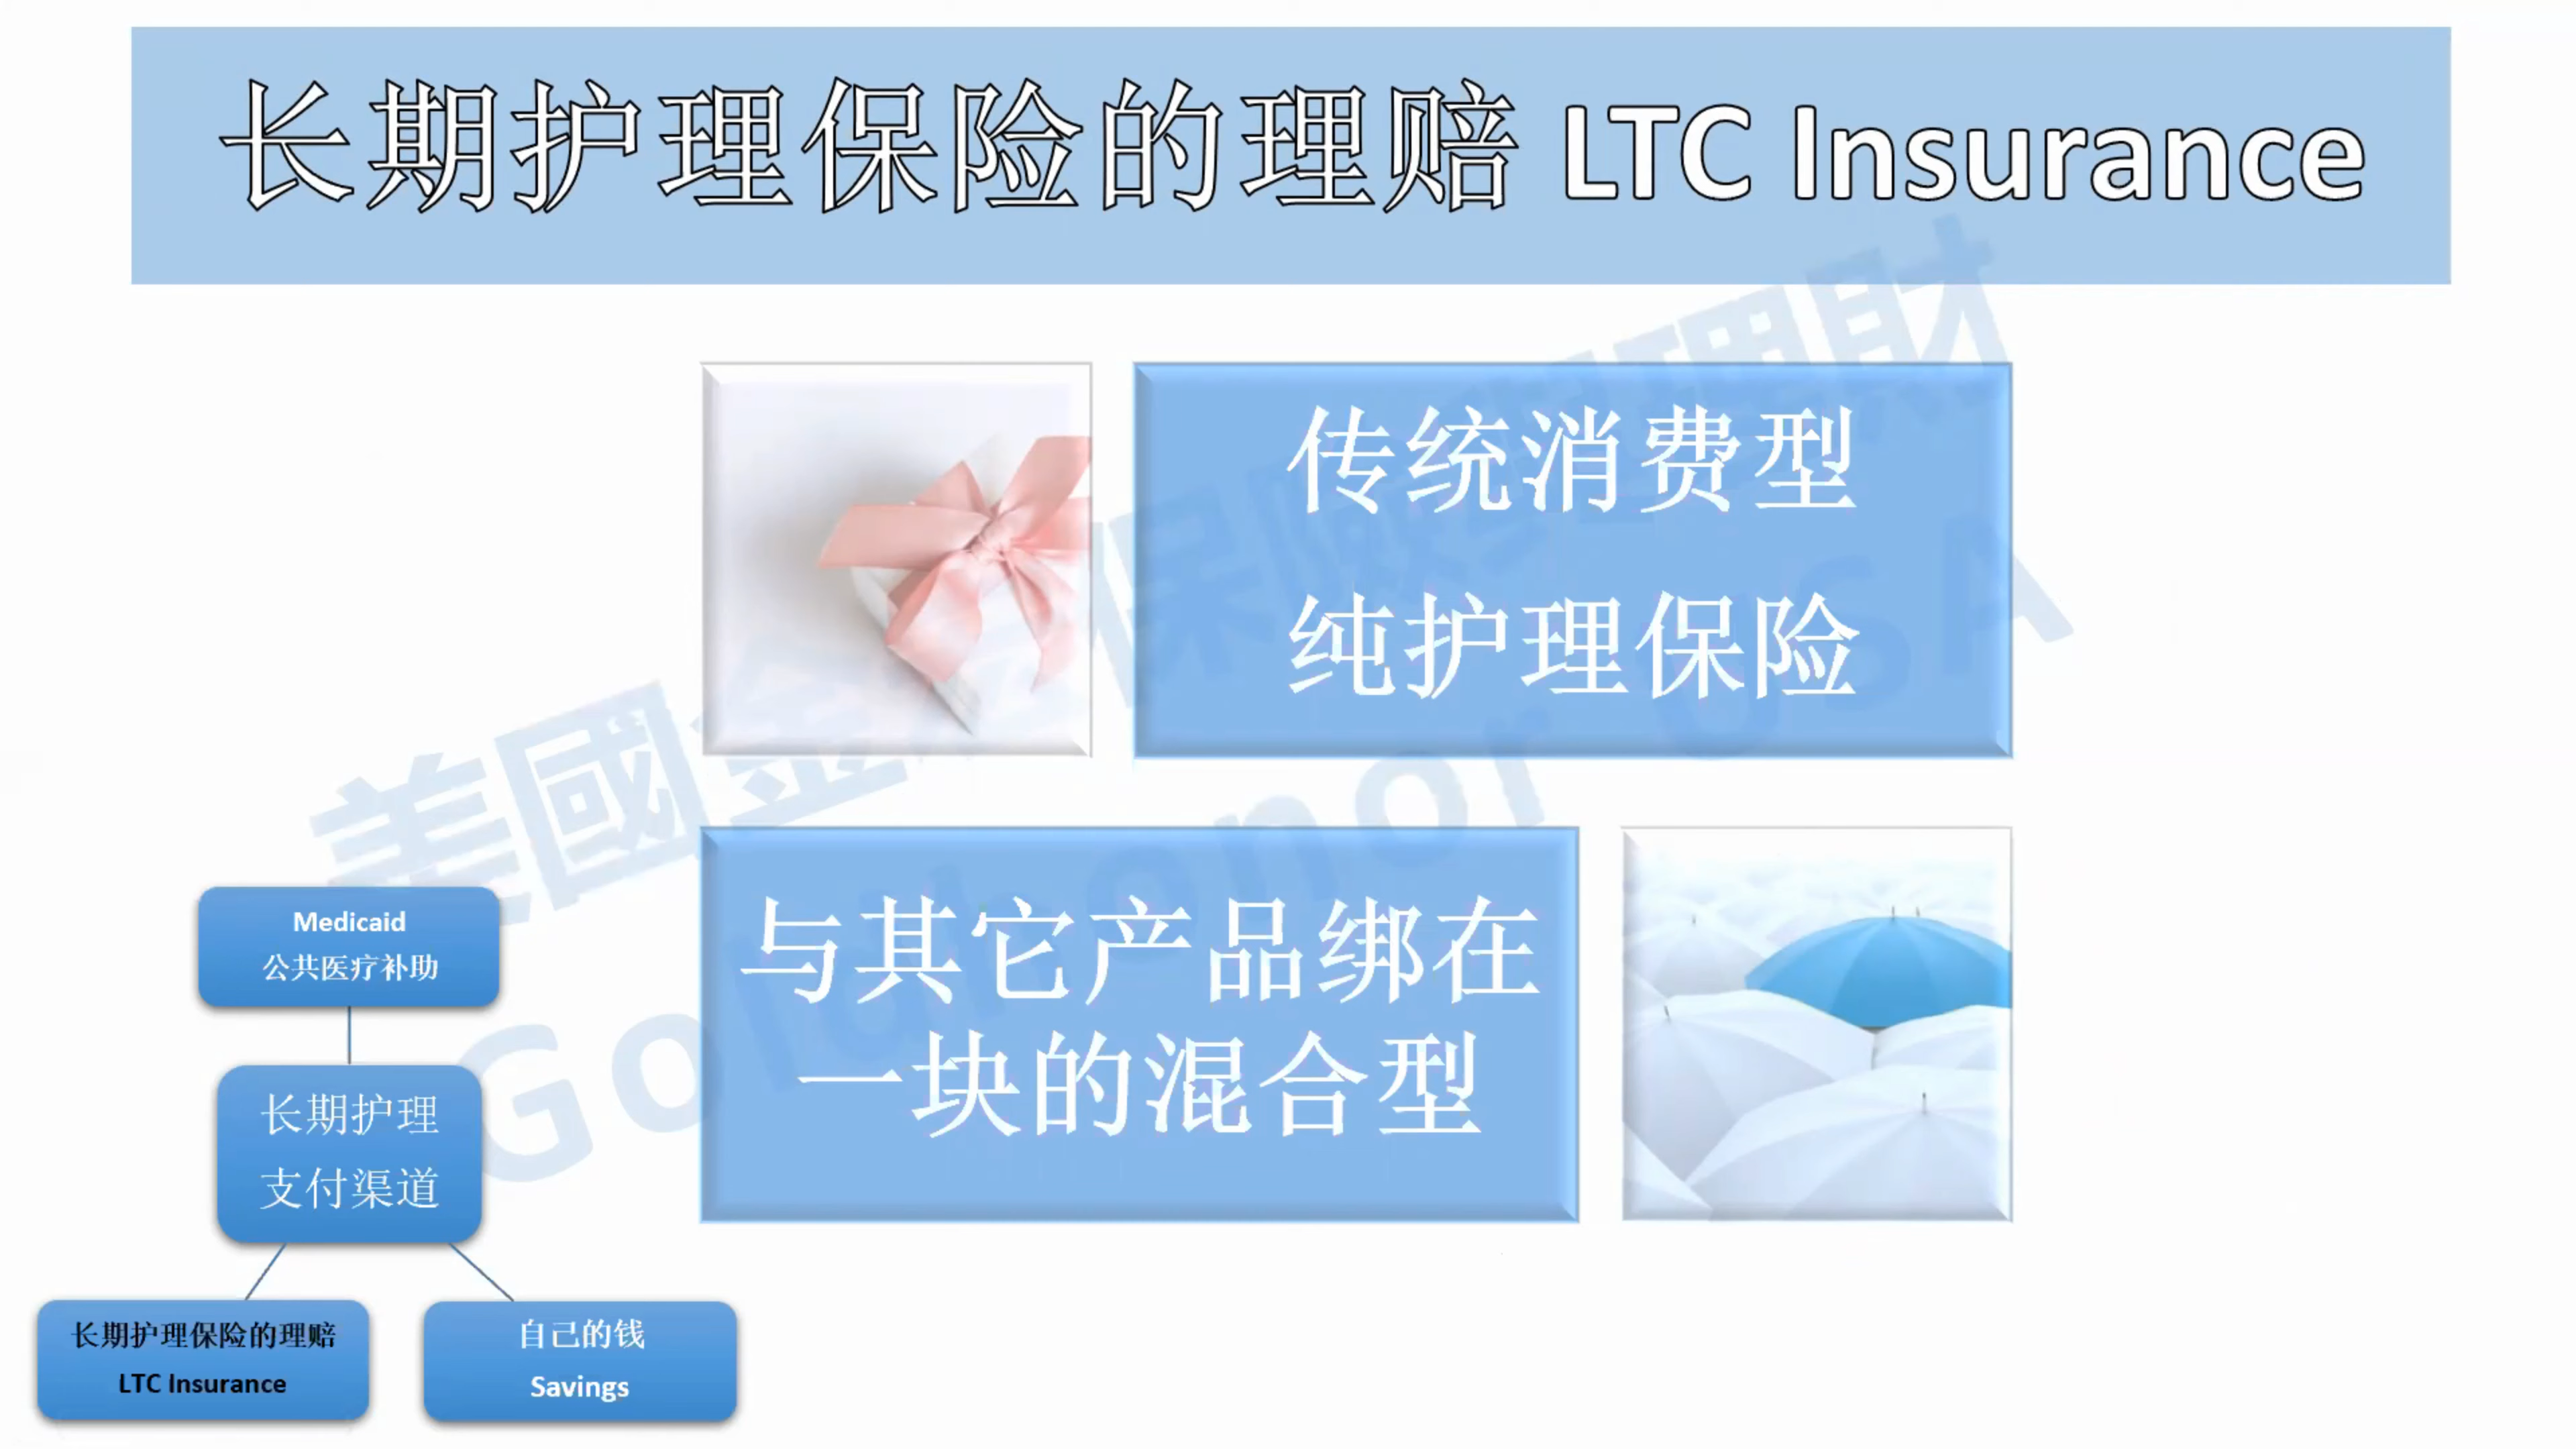 长期护理保险的理赔 LTC Insurance
传统消费型
纯护理保险
与其它产品绑在
一块的混合型
Medicaid
公共医疗补助
长期护理
支付渠道
长期护理保险的理赔
LTC Insurance
自己的钱
Savings